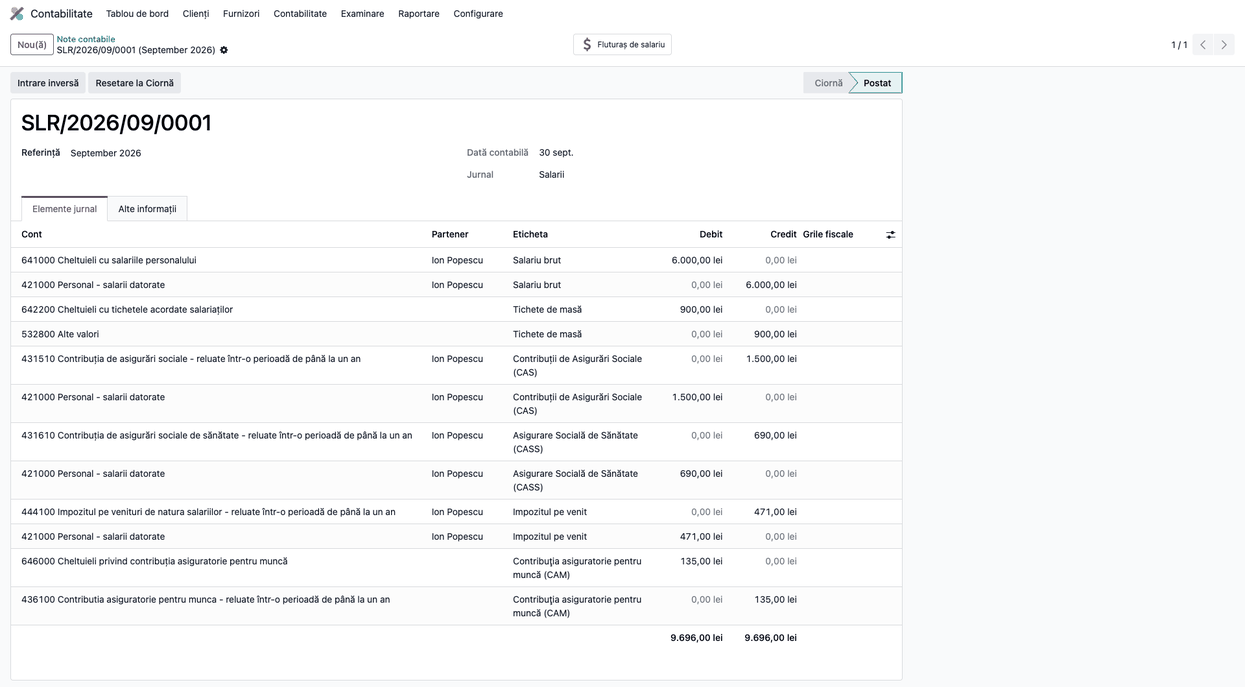 Contabilitate Tablou de bord Clienți Furnizori Contabilitate Examinare Raportare Configurare
Nou(ă) Note contabile
SLR/2026/09/0001 (September 2026)
$ Fluturaș de salariu
1 / 1
Intrare inversă Resetare la Ciornă Ciornă Postat
SLR/2026/09/0001
Referință September 2026 Dată contabilă 30 sept.
Jurnal Salarii
Elemente jurnal Alte informații
Cont Partener Eticheta Debit Credit Grile fiscale
641000 Cheltuieli cu salariile personalului Ion Popescu Salariu brut 6.000,00 lei 0,00 lei
421000 Personal - salarii datorate Ion Popescu Salariu brut 0,00 lei 6.000,00 lei
642200 Cheltuieli cu tichetele acordate salariaților Tichete de masă 900,00 lei 0,00 lei
532800 Alte valori Tichete de masă 0,00 lei 900,00 lei
431510 Contribuția de asigurări sociale - reluate într-o perioadă de până la un an Ion Popescu Contribuții de Asigurări Sociale 0,00 lei 1.500,00 lei
(CAS)
421000 Personal - salarii datorate Ion Popescu Contribuții de Asigurări Sociale 1.500,00 lei 0,00 lei
(CAS)
431610 Contribuția de asigurări sociale de sănătate - reluate într-o perioadă de până la un an Ion Popescu Asigurare Socială de Sănătate 0,00 lei 690,00 lei
(CASS)
421000 Personal - salarii datorate Ion Popescu Asigurare Socială de Sănătate 690,00 lei 0,00 lei
(CASS)
444100 Impozitul pe venituri de natura salariilor - reluate într-o perioadă de până la un an Ion Popescu Impozitul pe venit 0,00 lei 471,00 lei
421000 Personal - salarii datorate Ion Popescu Impozitul pe venit 471,00 lei 0,00 lei
646000 Cheltuieli privind contribuția asiguratorie pentru muncă Contribuţia asiguratorie pentru 135,00 lei 0,00 lei
muncă (CAM)
436100 Contributia asiguratorie pentru munca - reluate într-o perioadă de până la un an Contribuţia asiguratorie pentru 0,00 lei 135,00 lei
muncă (CAM)
9.696,00 lei 9.696,00 lei